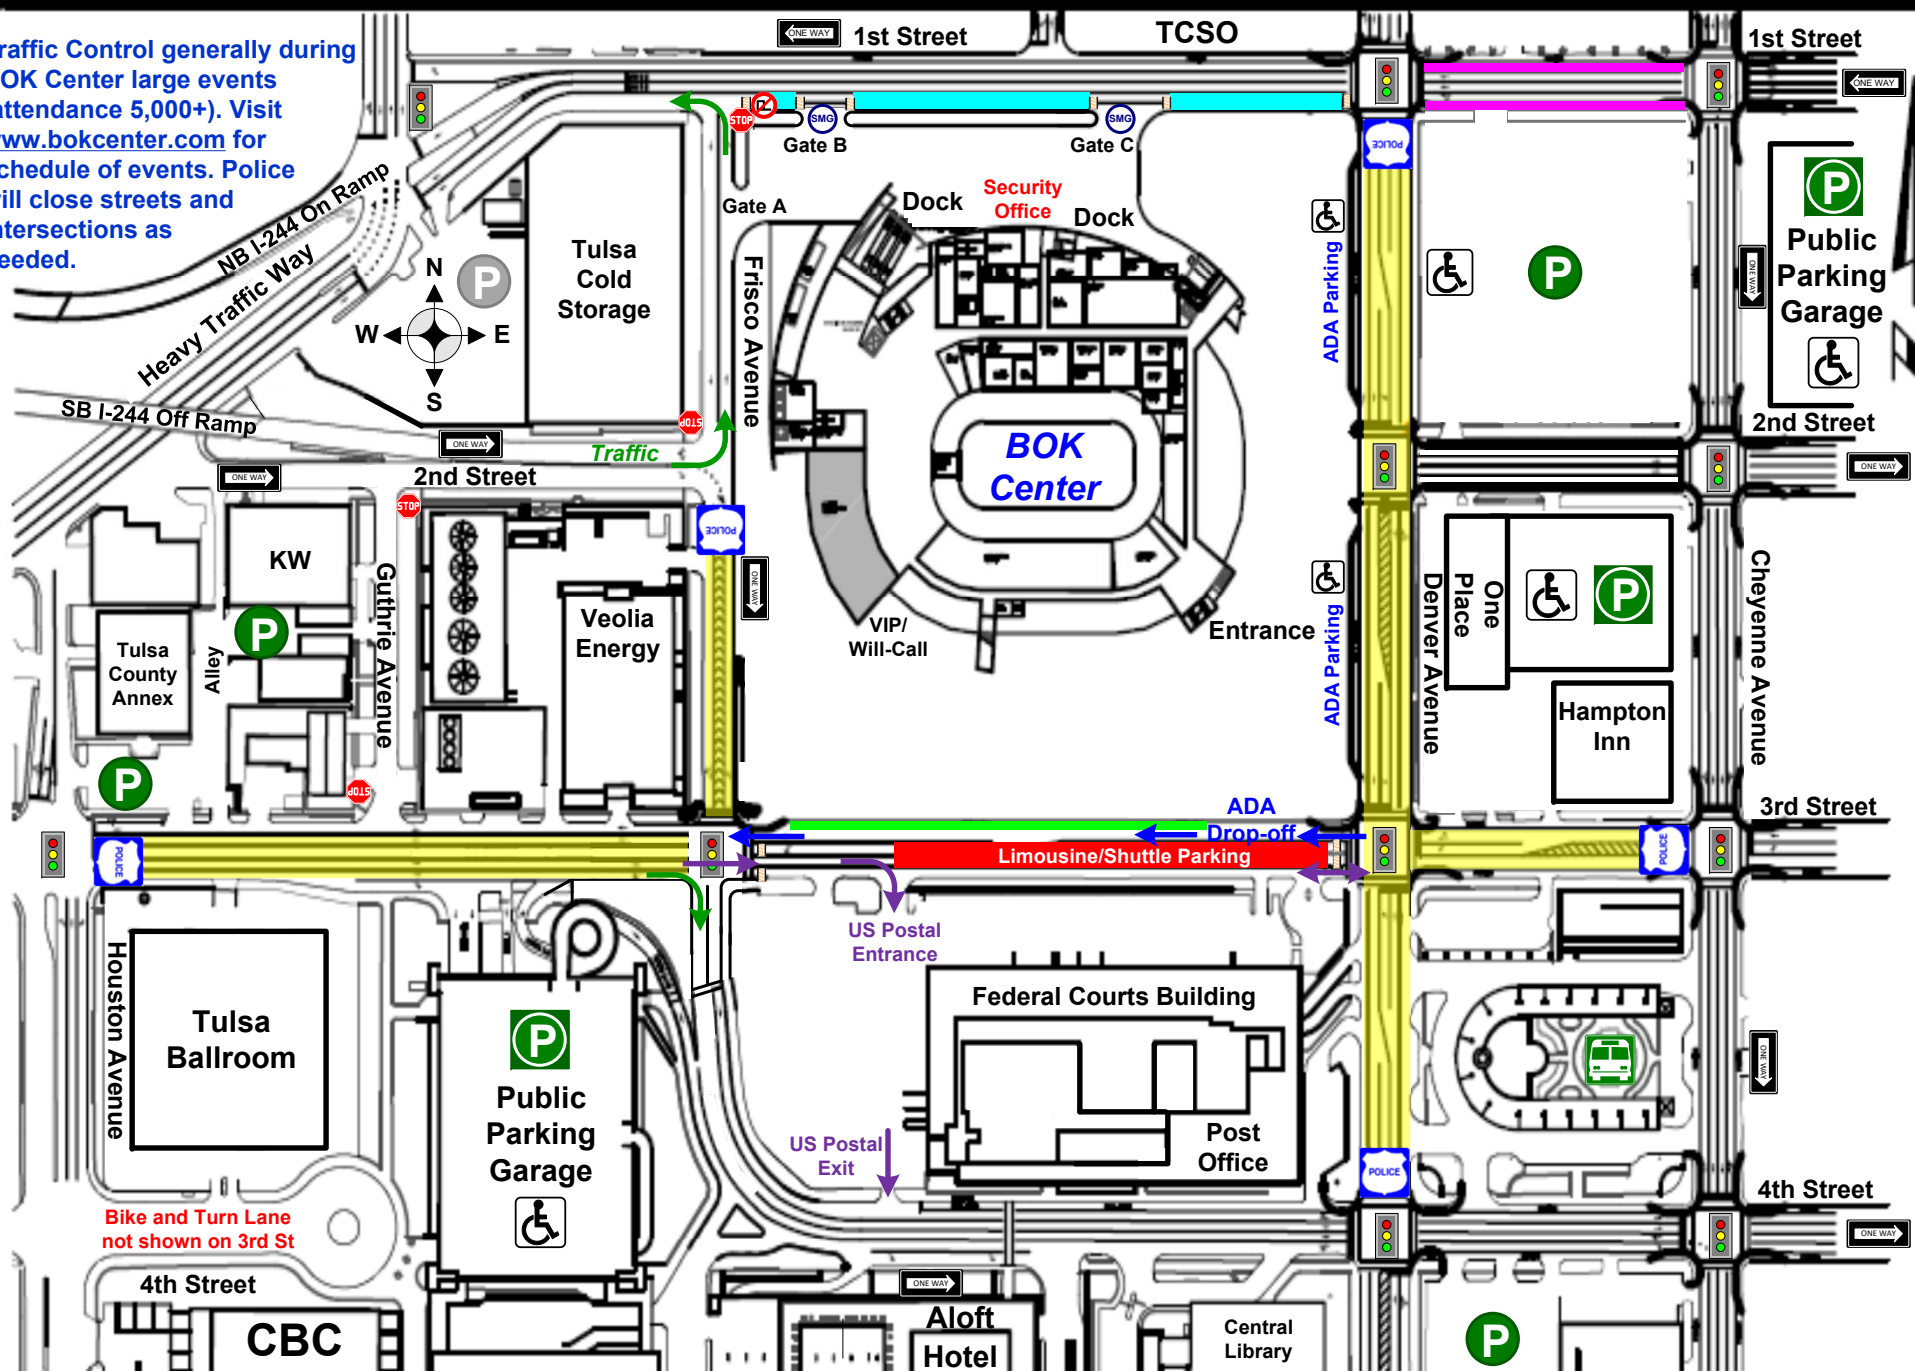 raffic Control generally during
OK Center large events
attendance 5,000+). Visit
ww.bokcenter.com for
chedule of events. Police
ill close streets and
ntersections as
eeded.
ONE WAY
1st Street
TCSO
1st Street
ONE WAY
STOP
SMG
SMG
Gate B
Gate C
POLICE
NB I-244 On Ramp
Heavy Traffic Way
SB I-244 Off Ramp
N
W
E
S
P
Tulsa
Cold
Storage
Gate A
Frisco Avenue
Dock
Security
Office
Dock
ADA Parking
P
ONE WAY
P
Public
Parking
Garage
2nd Street
ONE WAY
STOP
ONE WAY
Traffic
ONE WAY
2nd Street
STOP
BOK
Center
POLICE
ONE WAY
KW
P
Tulsa
County
Annex
Alley
Guthrie Avenue
Veolia
Energy
VIP/
Will-Call
Entrance
ADA Parking
Denver Avenue
One
Place
P
Hampton
Inn
Cheyenne Avenue
P
STOP
3rd Street
ADA
Drop-off
Limousine/Shuttle Parking
POLICE
POLICE
US Postal
Entrance
Houston Avenue
Tulsa
Ballroom
P
Public
Parking
Garage
Federal Courts Building
Post
Office
US Postal
Exit
ONE WAY
POLICE
4th Street
ONE WAY
Bike and Turn Lane
not shown on 3rd St
4th Street
CBC
ONE WAY
Aloft
Hotel
Central
Library
P